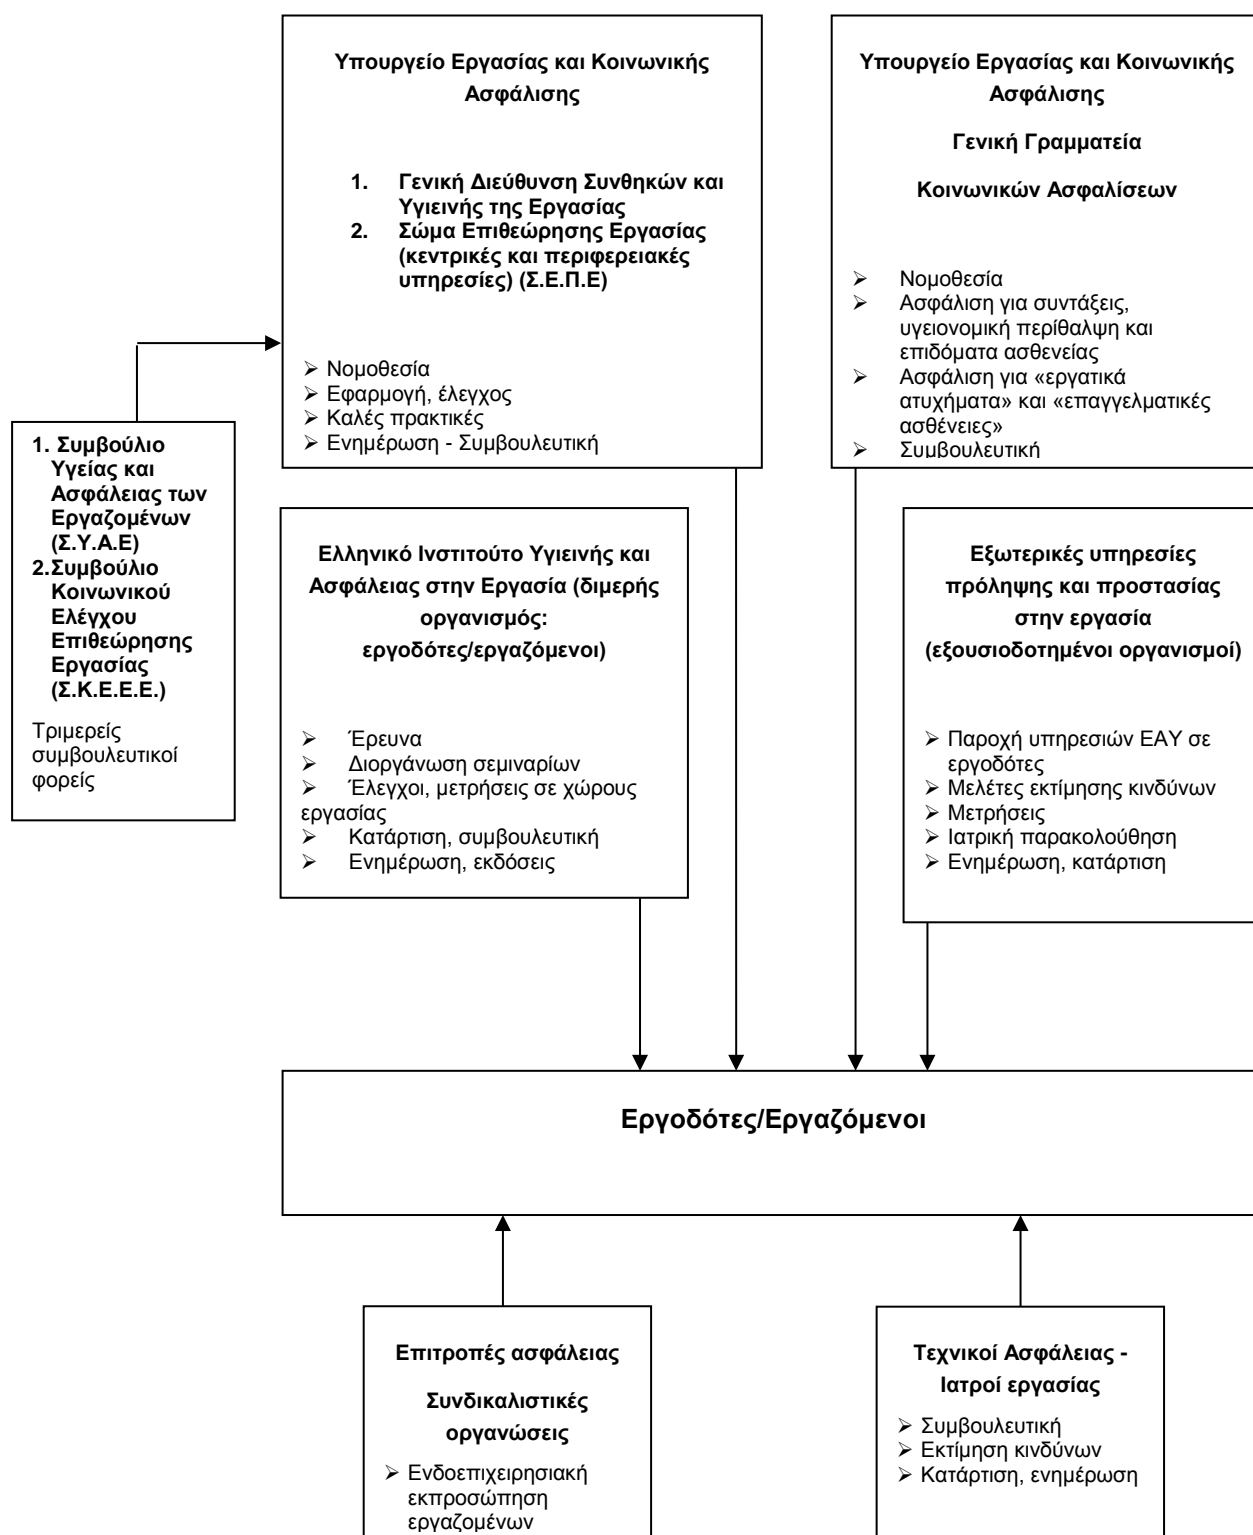 Υπουργείο Εργασίας και Κοινωνικής
Ασφάλισης
1. Γενική Διεύθυνση Συνθηκών και
Υγιεινής της Εργασίας
2. Σώμα Επιθεώρησης Εργασίας
(κεντρικές και περιφερειακές
υπηρεσίες) (Σ.Ε.Π.Ε)
➢ Νομοθεσία
➢ Εφαρμογή, έλεγχος
➢ Καλές πρακτικές
➢ Ενημέρωση - Συμβουλευτική
Υπουργείο Εργασίας και Κοινωνικής
Ασφάλισης
Γενική Γραμματεία
Κοινωνικών Ασφαλίσεων
➢ Νομοθεσία
➢ Ασφάλιση για συντάξεις,
υγειονομική περίθαλψη και
επιδόματα ασθενείας
➢ Ασφάλιση για «εργατικά
ατυχήματα» και «επαγγελματικές
ασθένειες»
➢ Συμβουλευτική
1. Συμβούλιο
Υγείας και
Ασφάλειας των
Εργαζομένων
(Σ.Υ.Α.Ε)
2.Συμβούλιο
Κοινωνικού
Ελέγχου
Επιθεώρησης
Εργασίας
(Σ.Κ.Ε.Ε.Ε.)
Τριμερείς
συμβουλευτικοί
φορείς
Ελληνικό Ινστιτούτο Υγιεινής και
Ασφάλειας στην Εργασία (διμερής
οργανισμός:
εργοδότες/εργαζόμενοι)
➢ Έρευνα
➢ Διοργάνωση σεμιναρίων
➢ Έλεγχοι, μετρήσεις σε χώρους
εργασίας
➢ Κατάρτιση, συμβουλευτική
➢ Ενημέρωση, εκδόσεις
Εξωτερικές υπηρεσίες
πρόληψης και προστασίας
στην εργασία
(εξουσιοδοτημένοι οργανισμοί)
➢ Παροχή υπηρεσιών ΕΑΥ σε
εργοδότες
➢ Μελέτες εκτίμησης κινδύνων
➢ Μετρήσεις
➢ Ιατρική παρακολούθηση
➢ Ενημέρωση, κατάρτιση
Εργοδότες/Εργαζόμενοι
Επιτροπές ασφάλειας
Συνδικαλιστικές
οργανώσεις
➢ Ενδοεπιχειρησιακή
εκπροσώπηση
εργαζομένων
Τεχνικοί Ασφάλειας -
Ιατροί εργασίας
➢ Συμβουλευτική
➢ Εκτίμηση κινδύνων
➢ Κατάρτιση, ενημέρωση